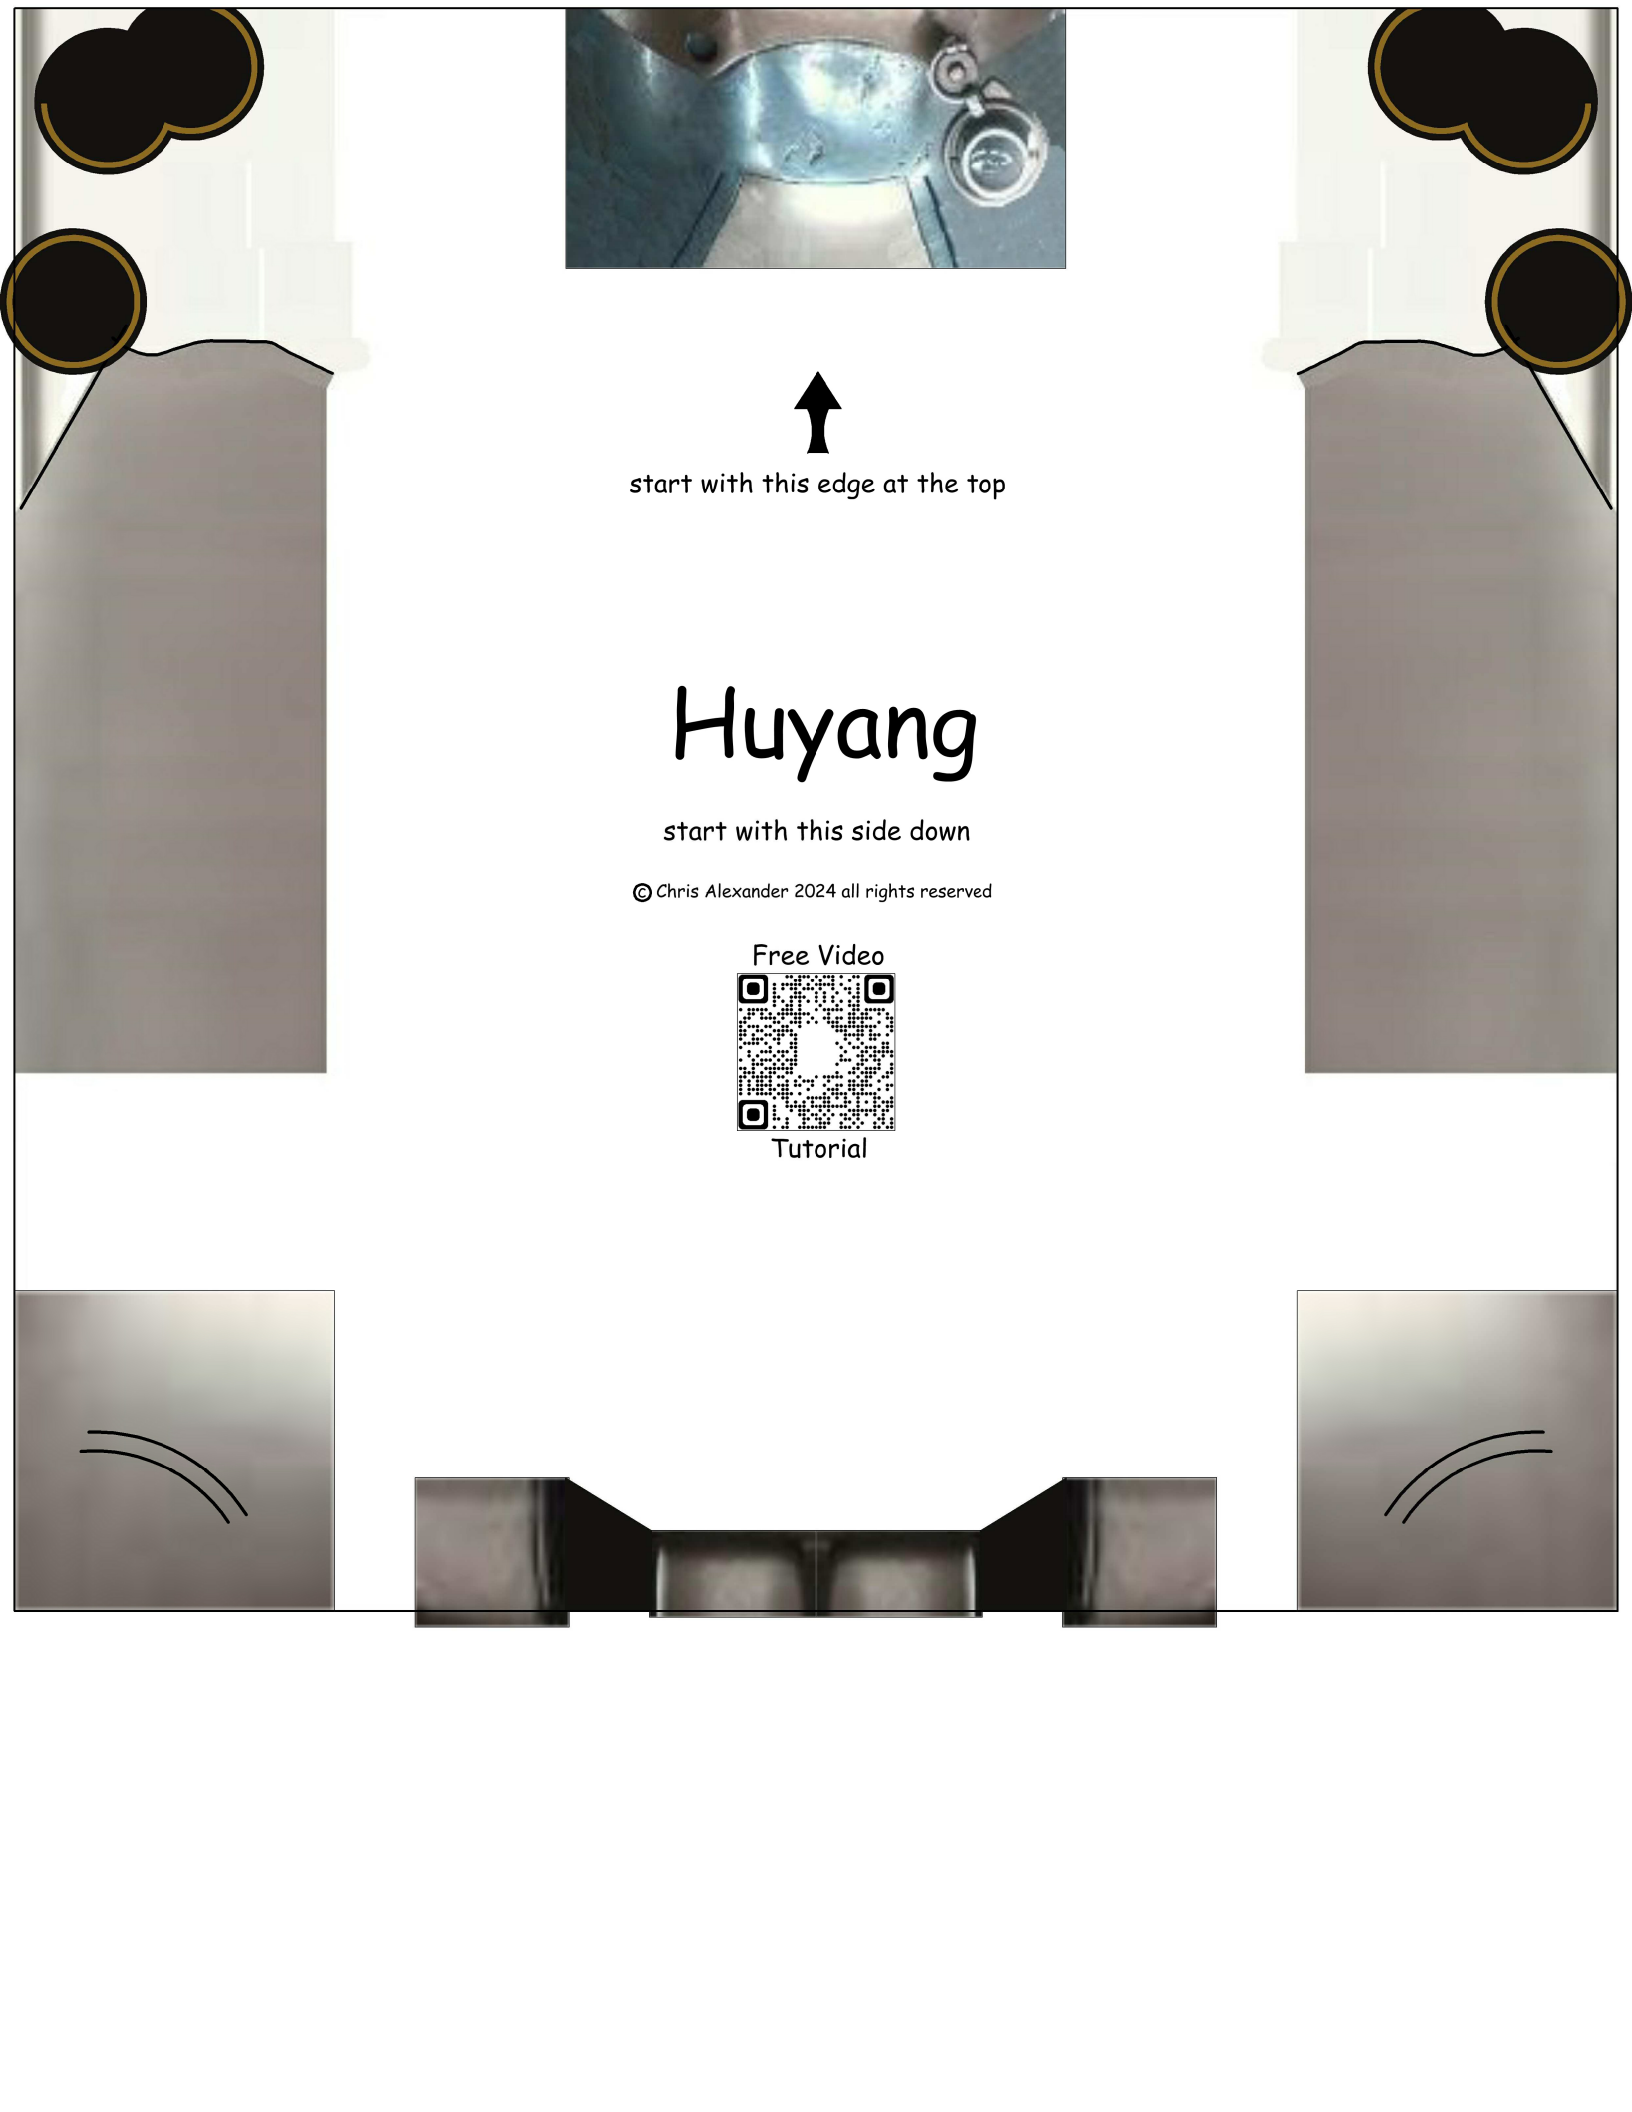 start with this edge at the top
Huyang
start with this side down
© Chris Alexander 2024 all rights reserved
Free Video
Tutorial